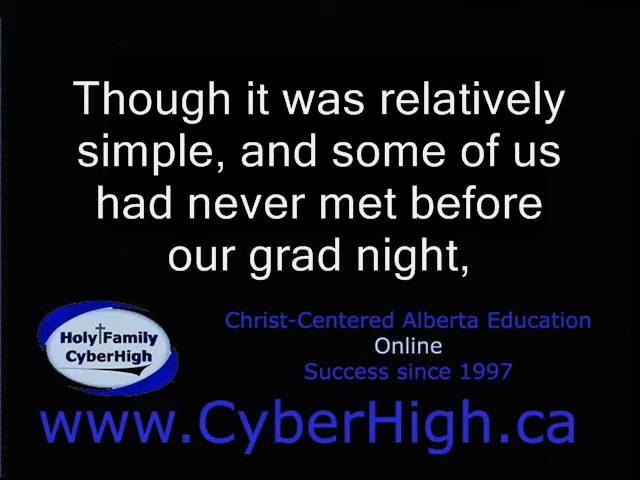 Though it was relatively
simple, and some of us
had never met before
our grad night,
Holy Family
CyberHigh
Christ-Centered Alberta Education
Online
Success since 1997
www.CyberHigh.ca